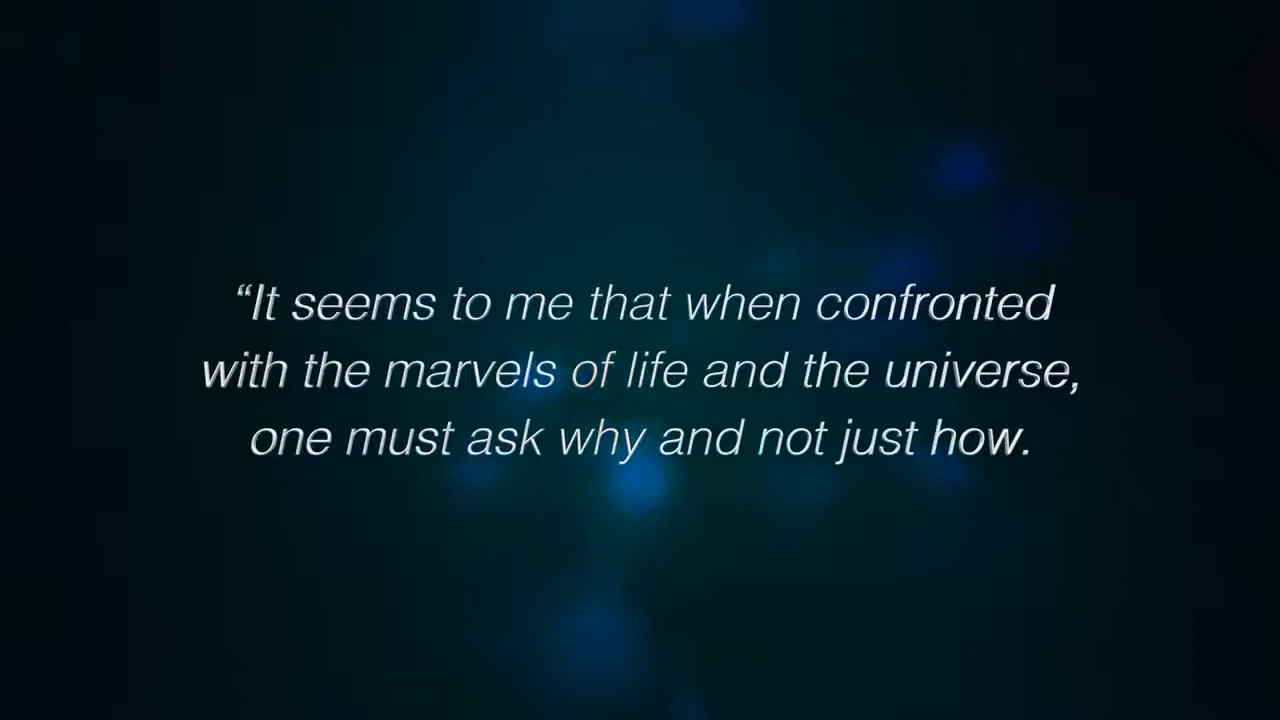 “It seems to me that when confronted
with the marvels of life and the universe,
one must ask why and not just how.